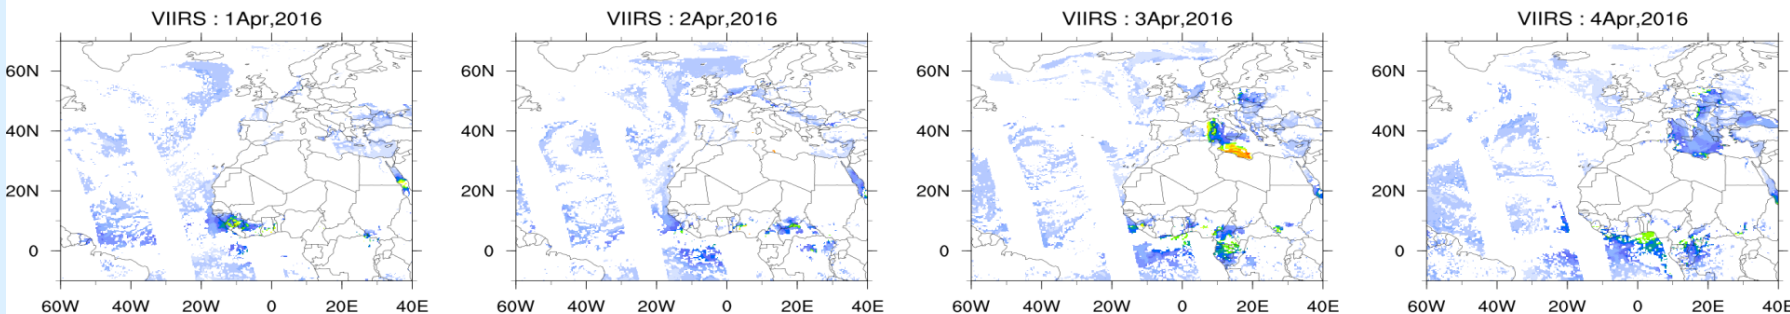 VIIRS : 1Apr,2016
60N
40N
20N
0
60W 40W 20W 0 20E 40E
VIIRS : 2Apr,2016
60N
40N
20N
0
60W 40W 20W 0 20E 40E
VIIRS : 3Apr,2016
60N
40N
20N
0
60W 40W 20W 0 20E 40E
VIIRS : 4Apr,2016
60N
40N
20N
0
60W 40W 20W 0 20E 40E